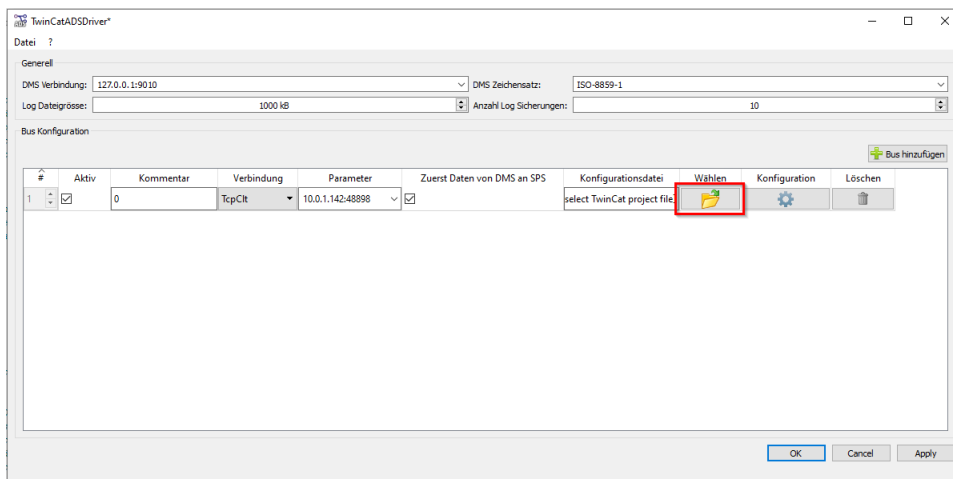 TwinCatADSDriver*
Datei ?
Generell
DMS Verbindung: 127.0.0.1:9010 DMS Zeichensatz: ISO-8859-1
Log Dateigrösse: 1000 kB Anzahl Log Sicherungen: 10
Bus Konfiguration
Bus hinzufügen
# Aktiv Kommentar Verbindung Parameter Zuerst Daten von DMS an SPS Konfigurationsdatei Wählen Konfiguration Löschen
1 0 TcpClt 10.0.1.142:48898 select TwinCat project file]
OK Cancel Apply